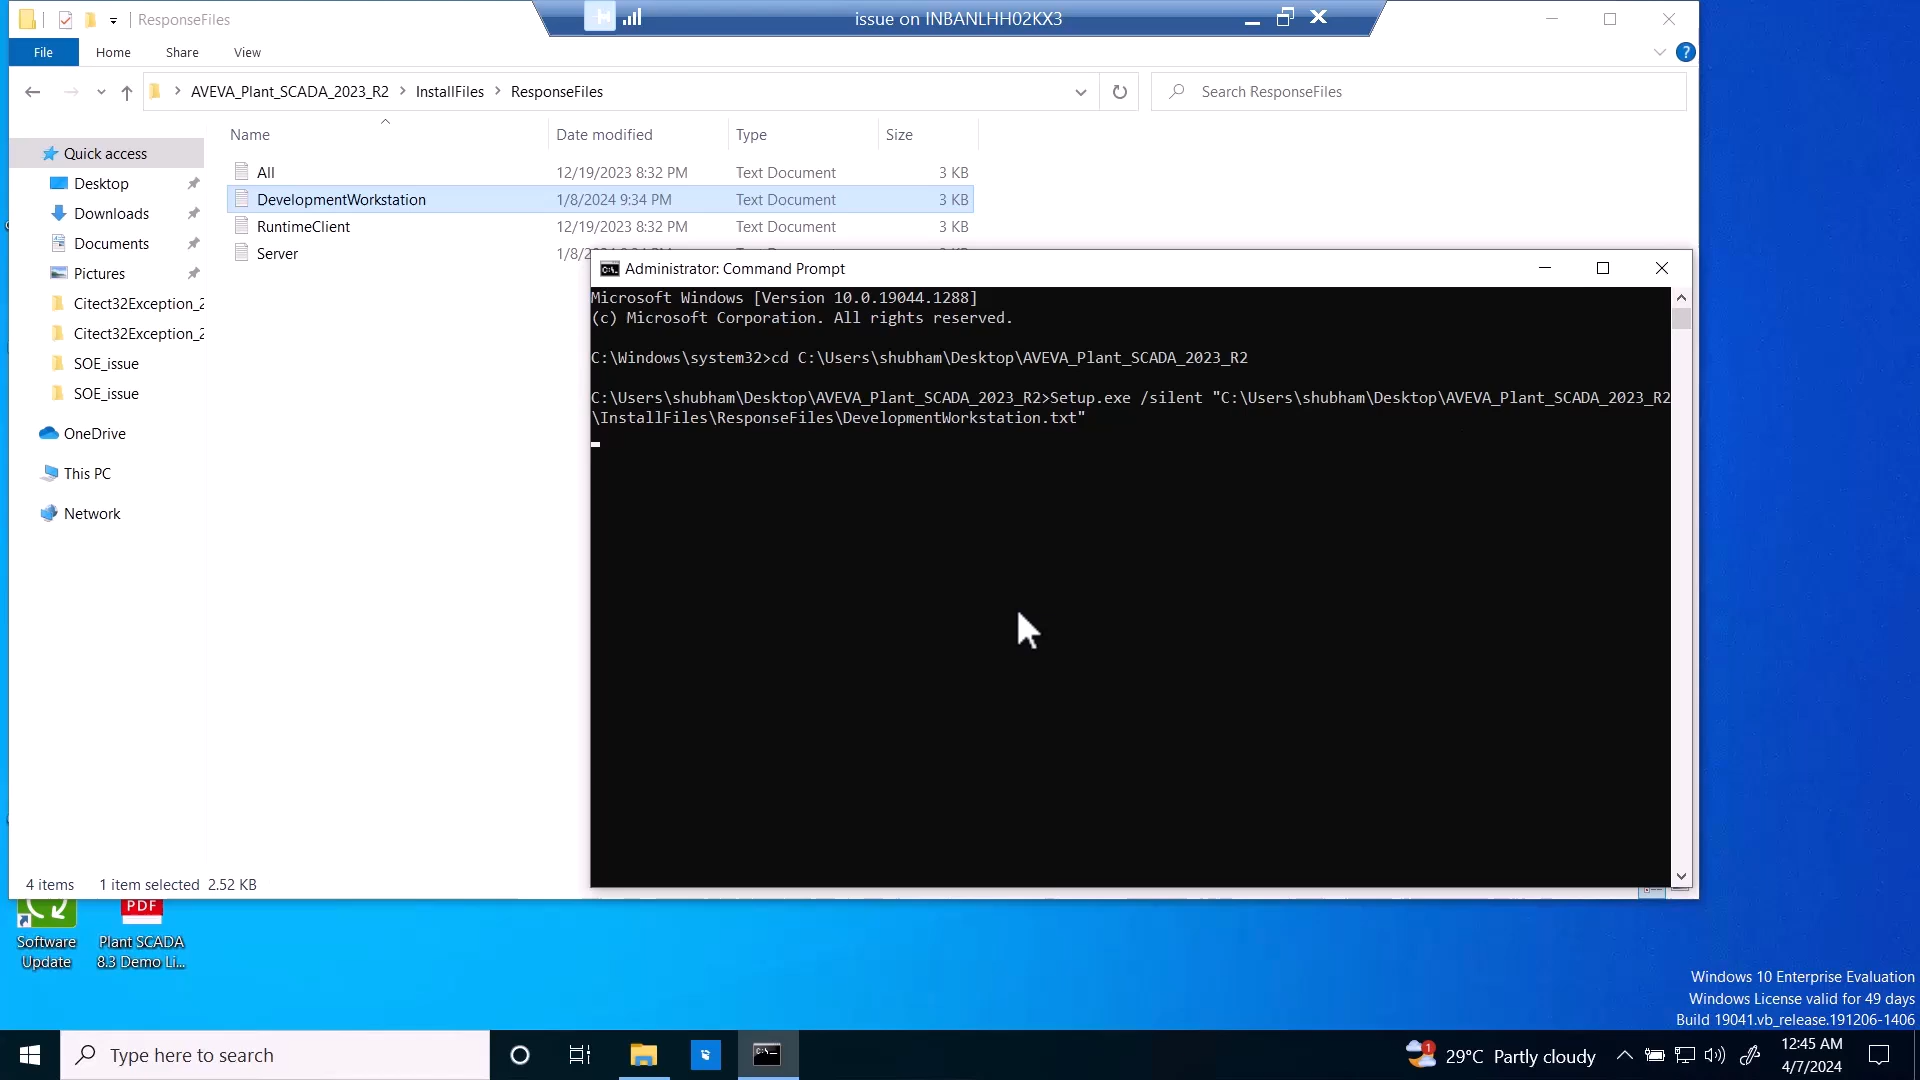 ResponseFiles
issue on INBANLHH02KX3
File Home Share View
?
AVEVA_Plant_SCADA_2023_R2 InstallFiles ResponseFiles
Search ResponseFiles
Name Date modified Type Size
Quick access
Desktop
Downloads
Documents
Pictures
Citect32Exception_2
Citect32Exception_2
SOE_issue
SOE_issue
OneDrive
This PC
Network
All 12/19/2023 8:32 PM Text Document 3 KB
DevelopmentWorkstation 1/8/2024 9:34 PM Text Document 3 KB
RuntimeClient 12/19/2023 8:32 PM Text Document 3 KB
Server
Administrator: Command Prompt
Microsoft Windows [Version 10.0.19044.1288]
(c) Microsoft Corporation. All rights reserved.
C:\Windows\system32>cd C:\Users\shubham\Desktop\AVEVA_Plant_SCADA_2023_R2
C:\Users\shubham\Desktop\AVEVA_Plant_SCADA_2023_R2>Setup.exe /silent "C:\Users\shubham\Desktop\AVEVA_Plant_SCADA_2023_R2
\InstallFiles\ResponseFiles\DevelopmentWorkstation.txt"
4 items 1 item selected 2.52 KB
PDF
Software
Update
Plant SCADA
8.3 Demo Li...
Windows 10 Enterprise Evaluation
Windows License valid for 49 days
Build 19041.vb_release.191206-1406
Type here to search
1
29°C Partly cloudy
12:45 AM
4/7/2024